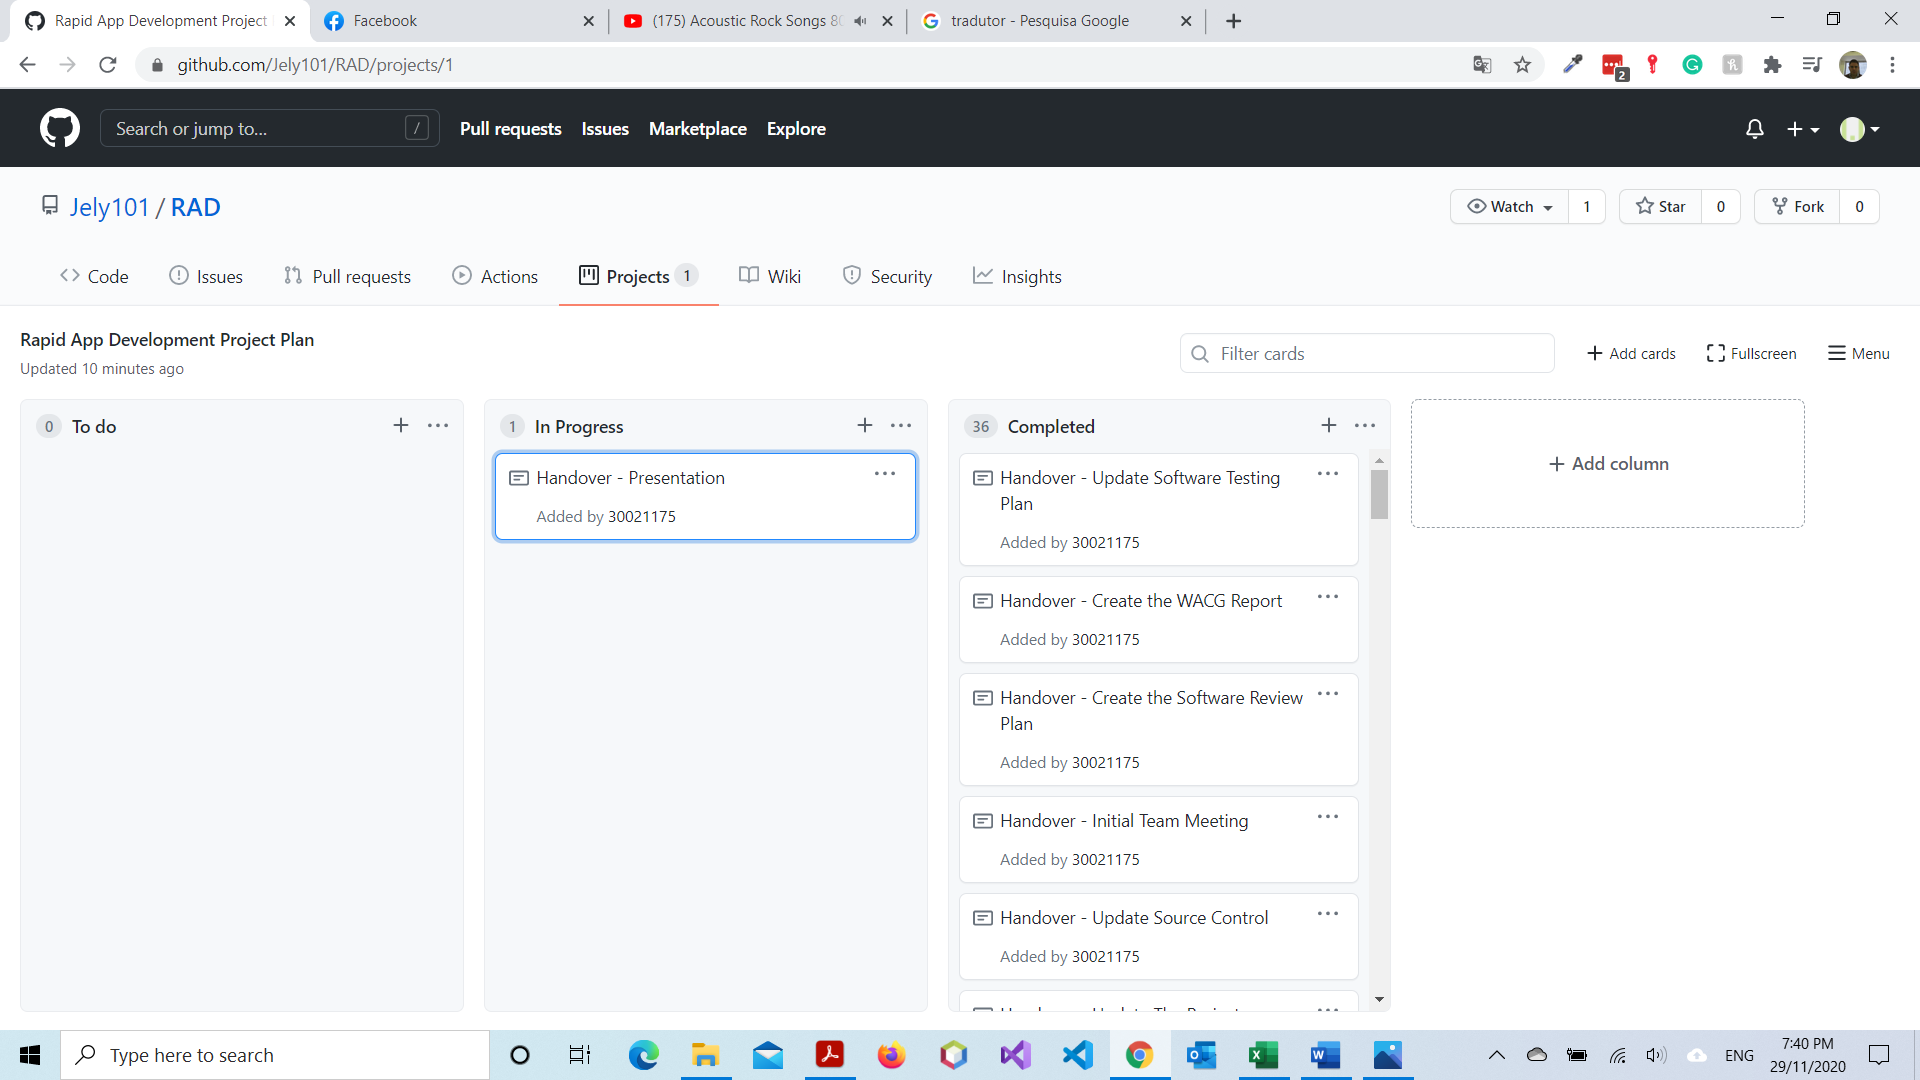 Rapid App Development Project
Facebook
(175) Acoustic Rock Songs 80
tradutor - Pesquisa Google
github.com/Jely101/RAD/projects/1
2
Search or jump to...
/
Pull requests
Issues
Marketplace
Explore
Jely101 / RAD
Watch 1
Star 0
Fork 0
Code
Issues
Pull requests
Actions
Projects 1
Wiki
Security
Insights
Rapid App Development Project Plan
Updated 10 minutes ago
Filter cards
Add cards
Fullscreen
Menu
0 To do
1 In Progress
Handover - Presentation
Added by 30021175
36 Completed
Handover - Update Software Testing
Plan
Added by 30021175
Handover - Create the WACG Report
Added by 30021175
Handover - Create the Software Review
Plan
Added by 30021175
Handover - Initial Team Meeting
Added by 30021175
Handover - Update Source Control
Added by 30021175
Add column
Type here to search
ENG
7:40 PM
29/11/2020